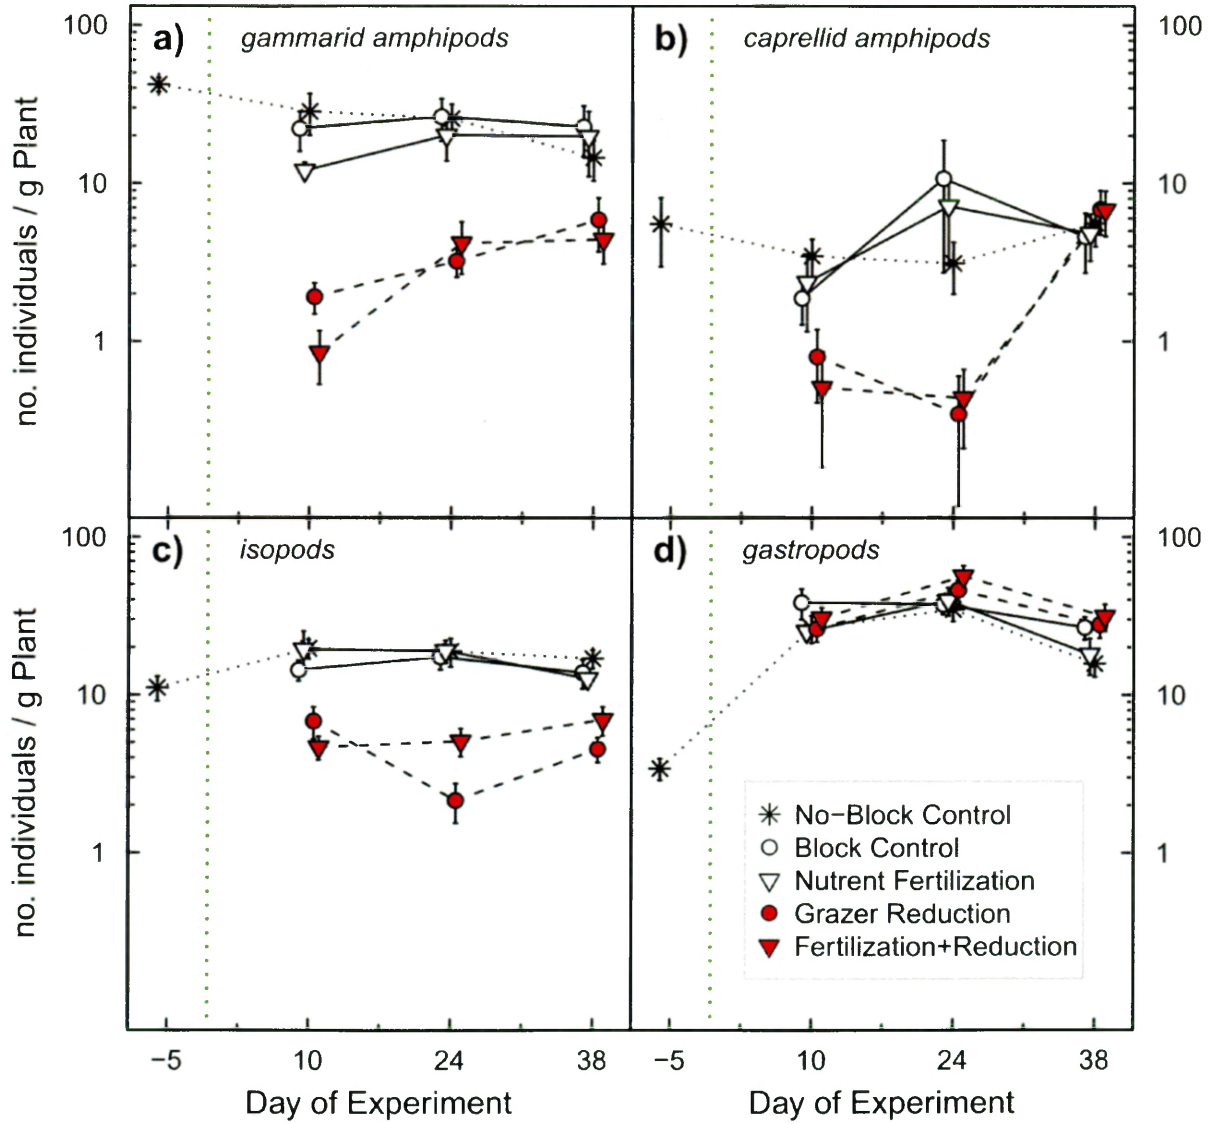 a) gammarid amphipods
b) caprellid amphipods
100
10
1
100
10
1
no. individuals / g Plant
c) isopods
d) gastropods
100
10
1
100
10
1
no. individuals / g Plant
No−Block Control
Block Control
Nutrent Fertilization
Grazer Reduction
Fertilization+Reduction
−5 10 24 38
−5 10 24 38
Day of Experiment
Day of Experiment